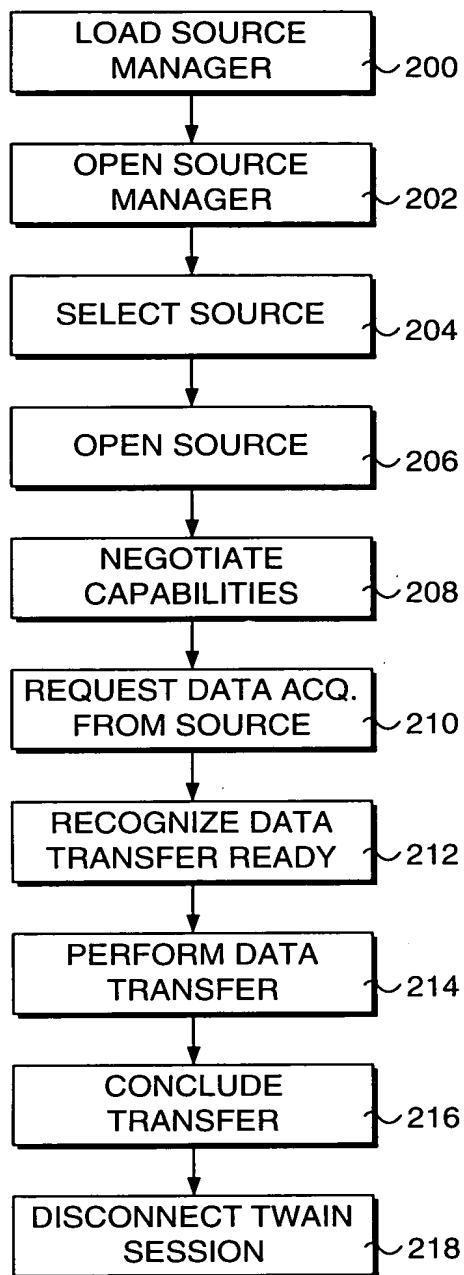 LOAD SOURCE
MANAGER
200
OPEN SOURCE
MANAGER
202
SELECT SOURCE
204
OPEN SOURCE
206
NEGOTIATE
CAPABILITIES
208
REQUEST DATA ACQ.
FROM SOURCE
210
RECOGNIZE DATA
TRANSFER READY
212
PERFORM DATA
TRANSFER
214
CONCLUDE
TRANSFER
216
DISCONNECT TWAIN
SESSION
218